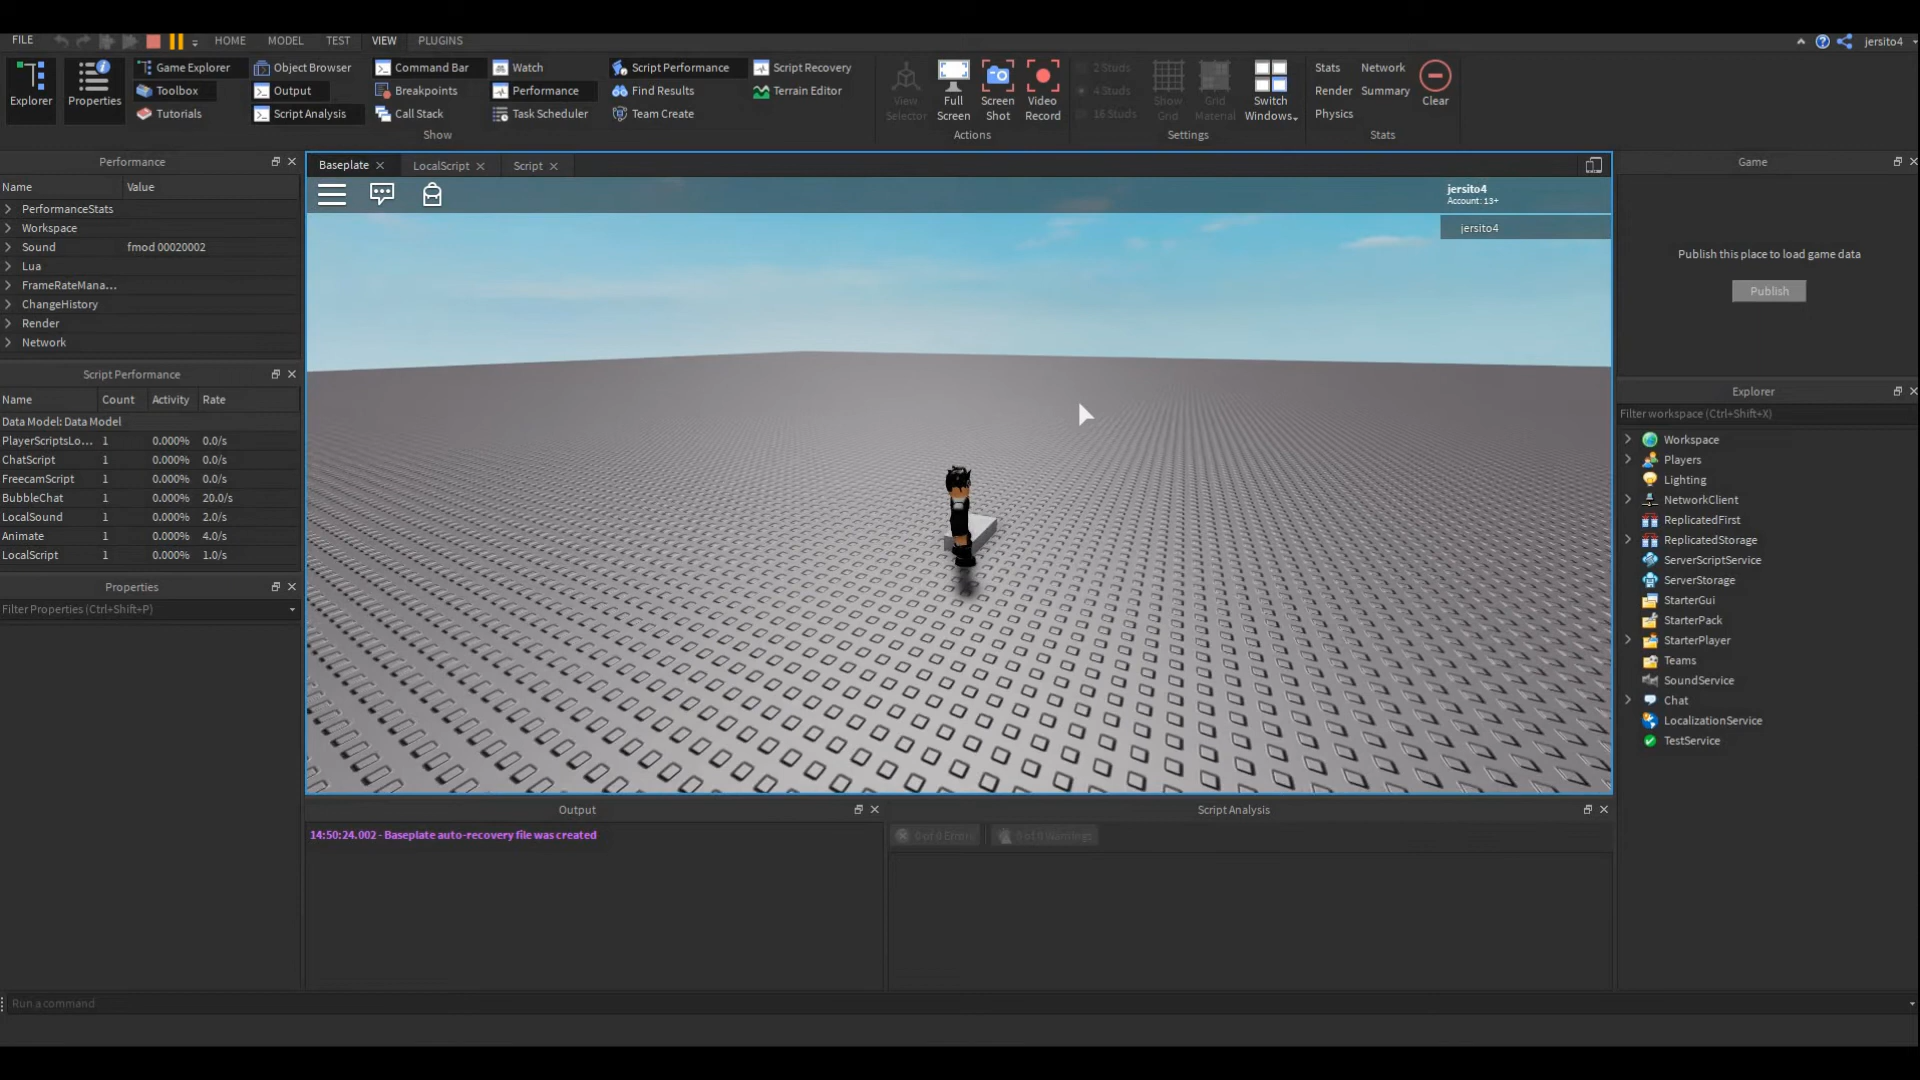 FILE HOME MODEL TEST VIEW PLUGINS jersito4
Explorer
Properties
Game Explorer
Toolbox
Tutorials
Object Browser
Output
Script Analysis
Command Bar
Breakpoints
Call Stack
Watch
Performance
Task Scheduler
Script Performance
Find Results
Team Create
Script Recovery
Terrain Editor
Show
View
Selector
Full
Screen
Screen
Shot
Video
Record
Actions
2 Studs
4 Studs
16 Studs
Show
Grid
Grid
Material
Switch
Windows
Settings
Stats Network
Render Summary
Physics
Clear
Stats
Performance
Name Value
PerformanceStats
Workspace
Sound fmod 00020002
Lua
FrameRateMana...
ChangeHistory
Render
Network
Script Performance
Name Count Activity Rate
Data Model: Data Model
PlayerScriptsLo... 1 0.000% 0.0/s
ChatScript 1 0.000% 0.0/s
FreecamScript 1 0.000% 0.0/s
BubbleChat 1 0.000% 20.0/s
LocalSound 1 0.000% 2.0/s
Animate 1 0.000% 4.0/s
LocalScript 1 0.000% 1.0/s
Properties
Filter Properties (Ctrl+Shift+P)
Baseplate LocalScript Script
jersito4
Account: 13+
jersito4
Output
14:50:24.002 - Baseplate auto-recovery file was created
Script Analysis
0 of 0 Errors 0 of 0 Warnings
Game
Publish this place to load game data
Publish
Explorer
Filter workspace (Ctrl+Shift+X)
Workspace
Players
Lighting
NetworkClient
ReplicatedFirst
ReplicatedStorage
ServerScriptService
ServerStorage
StarterGui
StarterPack
StarterPlayer
Teams
SoundService
Chat
LocalizationService
TestService
Run a command